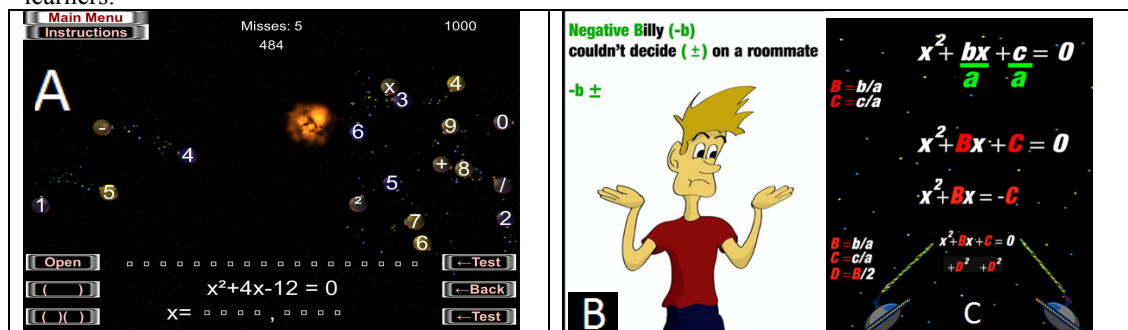 learners.
Main Menu
Instructions
Misses: 5
1000
484
A
x
4
3
-
9
0
6
4
+
8
5
/
5
1
²
2
7
6
Open
←Test
x²+4x-12 = 0
( )
←Back
( )( )
x= ▫ ▫ ▫ ▫ , ▫ ▫ ▫ ▫
←Test
Negative Billy (-b)
couldn't decide ( ± ) on a roommate
-b ±
B
x² + bx/a + c/a = 0
B = b/a
C = c/a
x² + Bx + C = 0
x² + Bx = -C
B = b/a
C = c/a
D = B/2
x² + Bx + C = 0
+D² +D²
C